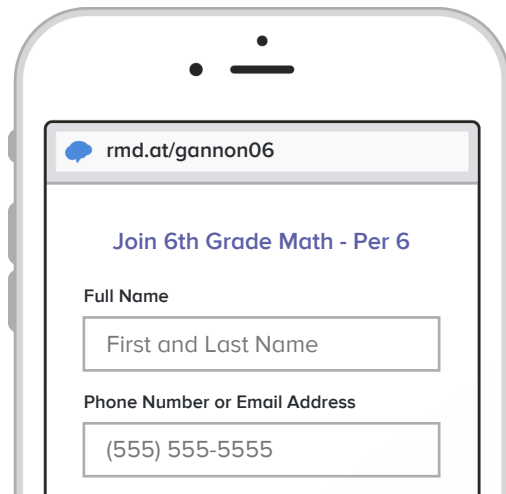 rmd.at/gannon06
Join 6th Grade Math - Per 6
Full Name
First and Last Name
Phone Number or Email Address
(555) 555-5555